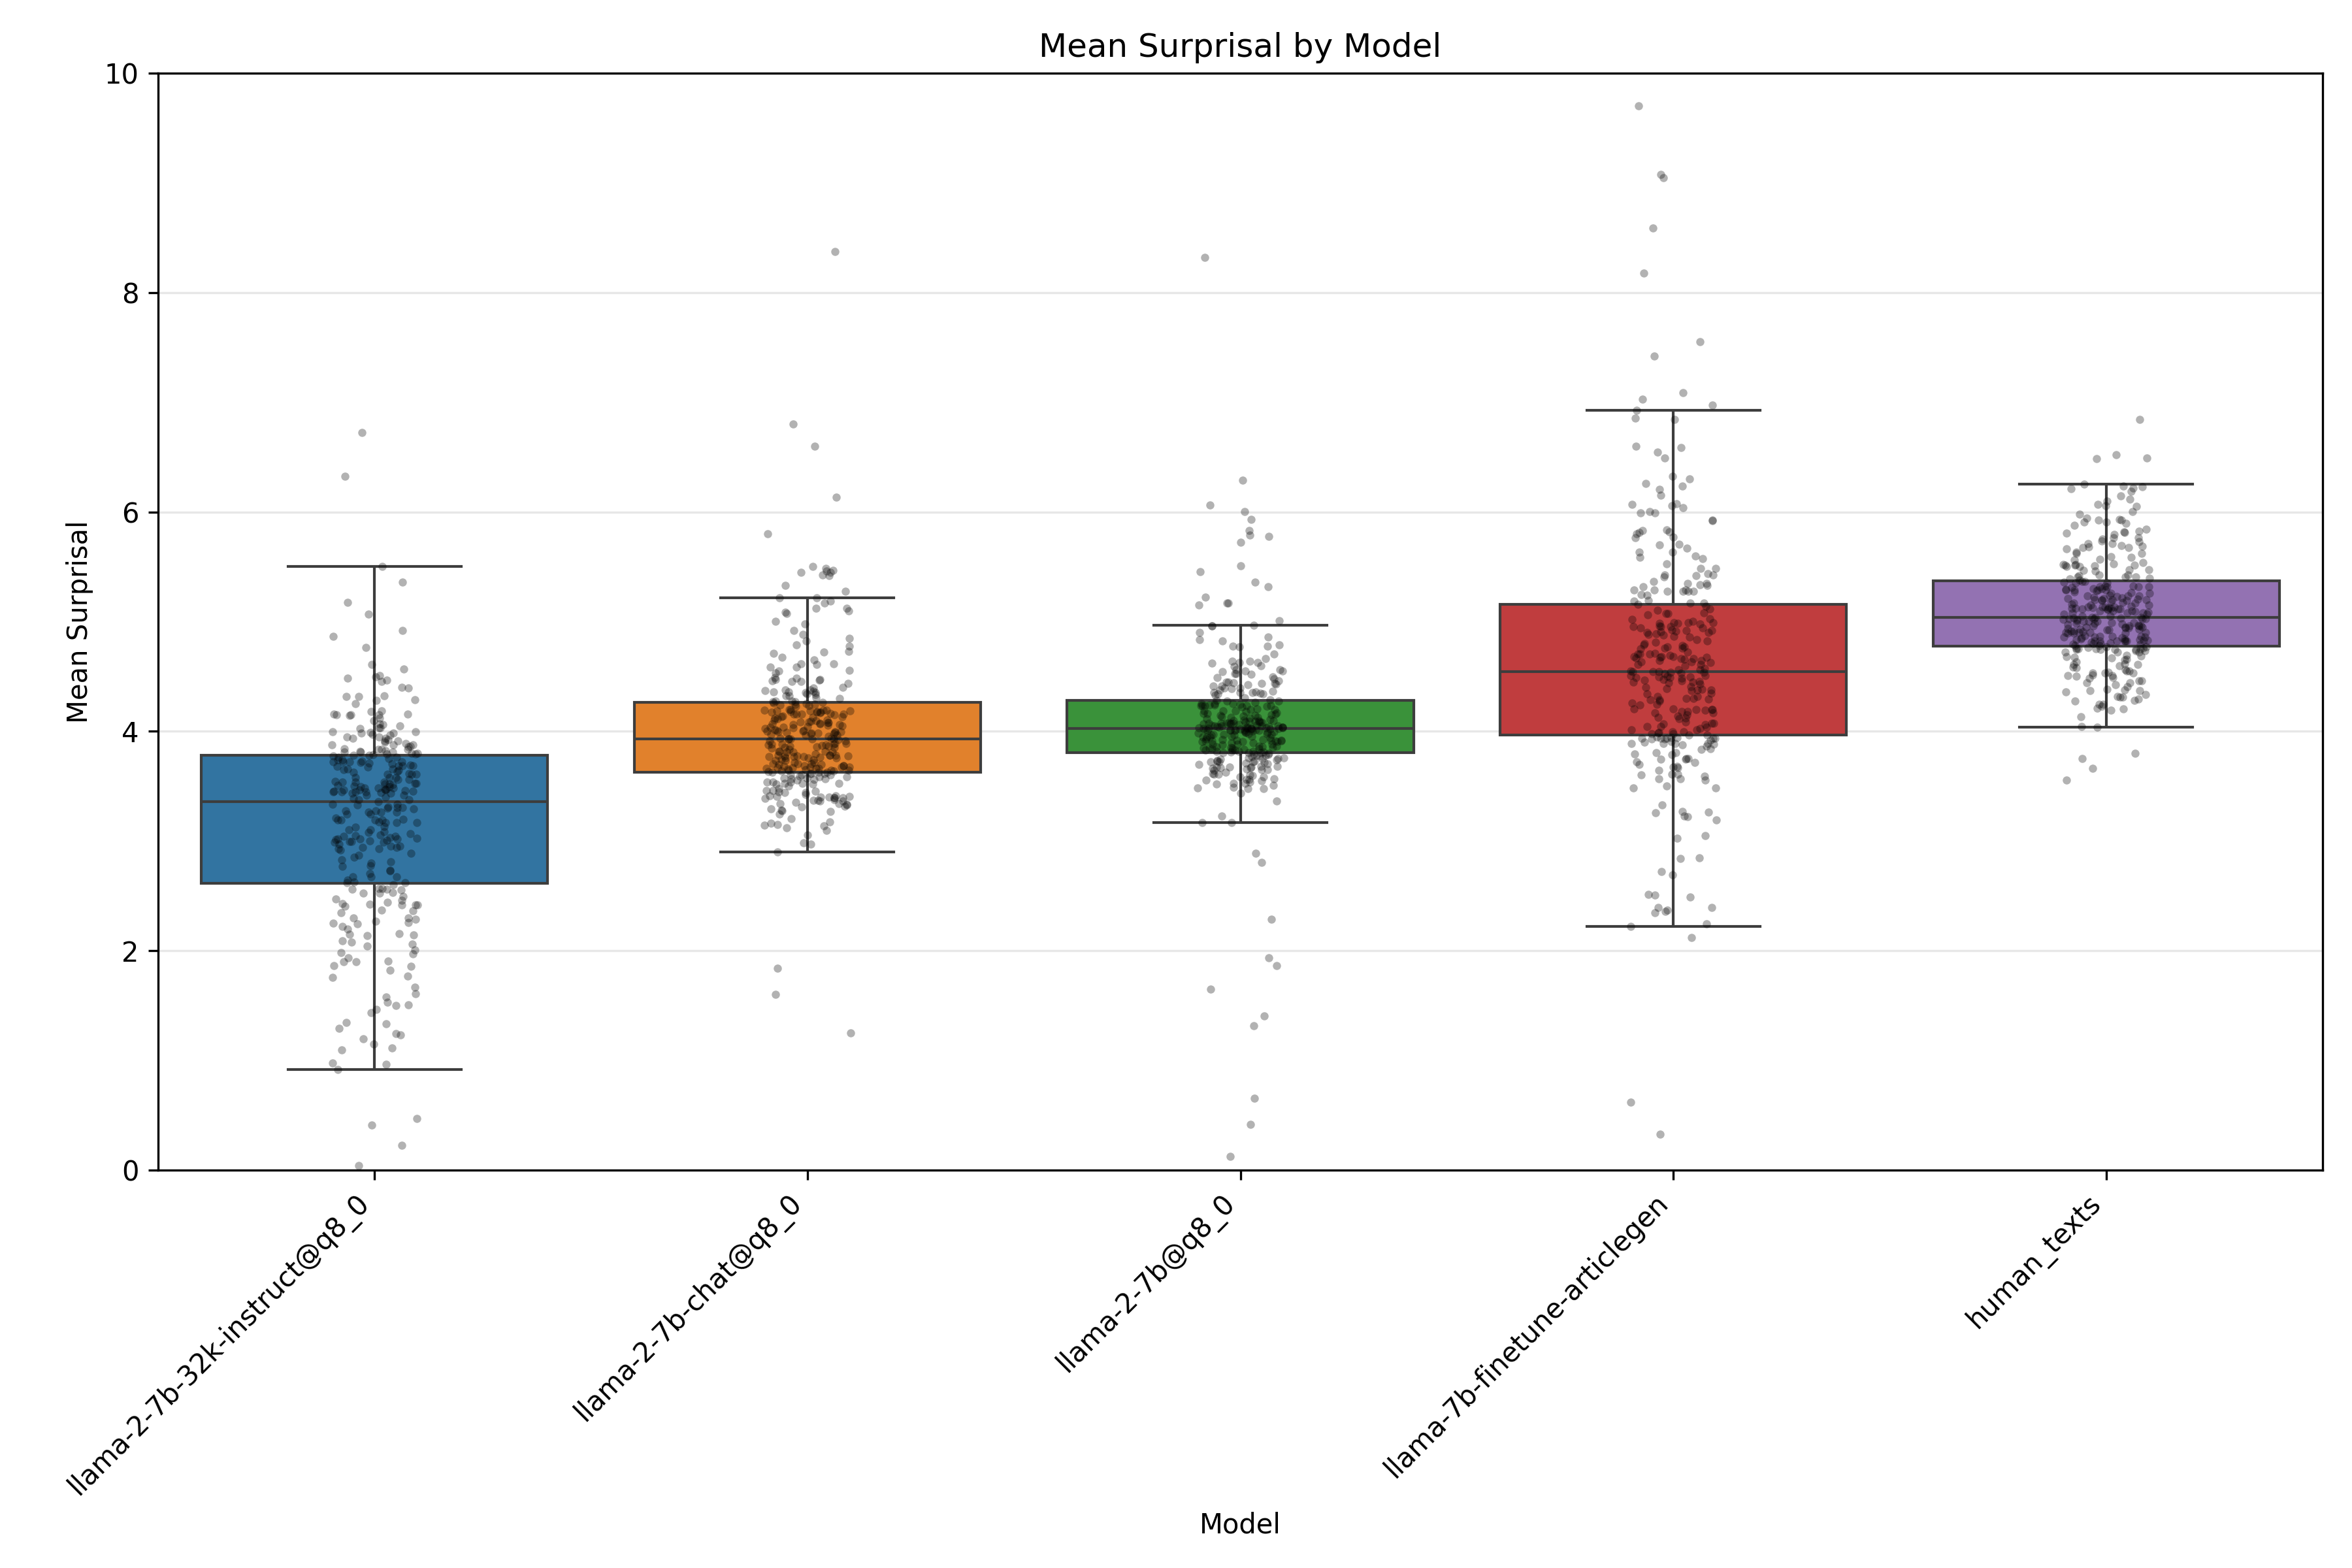 Mean Surprisal by Model
Mean Surprisal
10
8
6
4
2
0
llama-2-7b-32k-instruct@q8_0
llama-2-7b-chat@q8_0
llama-2-7b@q8_0
llama-7b-finetune-articlegen
human_texts
Model